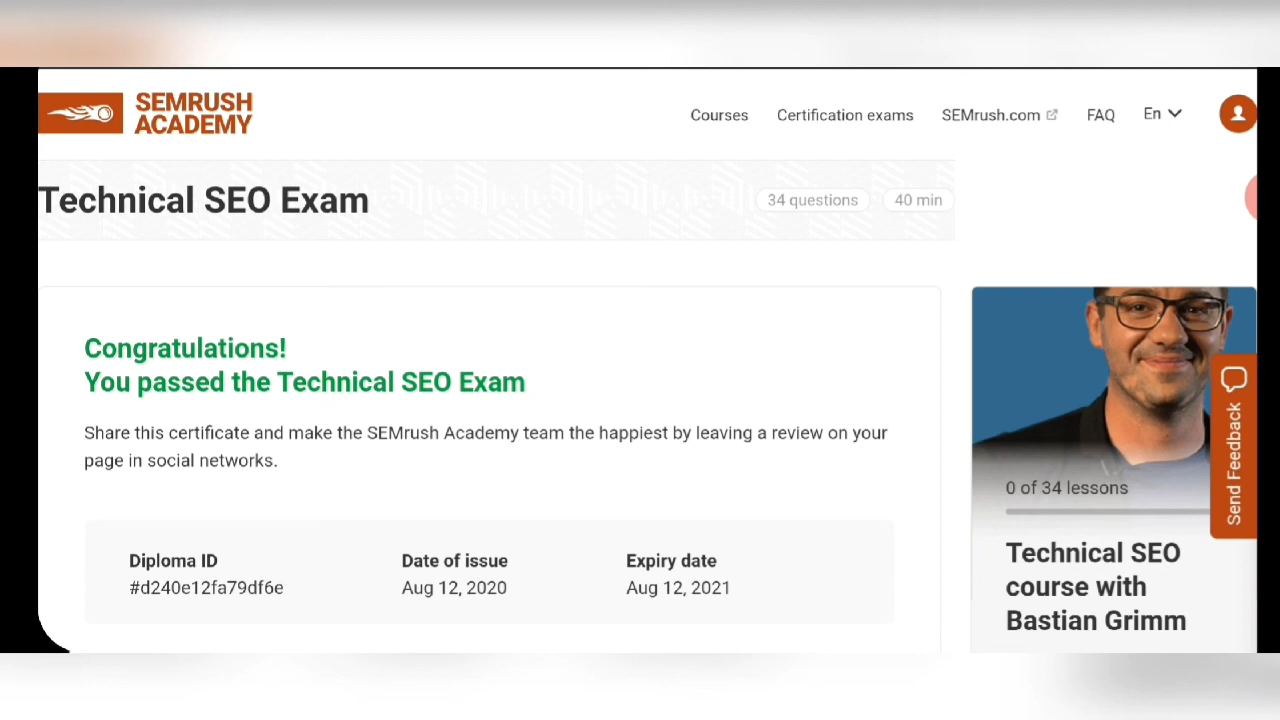 SEMRUSH
ACADEMY
Courses
Certification exams
SEMrush.com
FAQ
En
Technical SEO Exam
34 questions
40 min
Congratulations!
You passed the Technical SEO Exam
Share this certificate and make the SEMrush Academy team the happiest by leaving a review on your
page in social networks.
Diploma ID
#d240e12fa79df6e
Date of issue
Aug 12, 2020
Expiry date
Aug 12, 2021
0 of 34 lessons
Technical SEO
course with
Bastian Grimm
Send Feedback